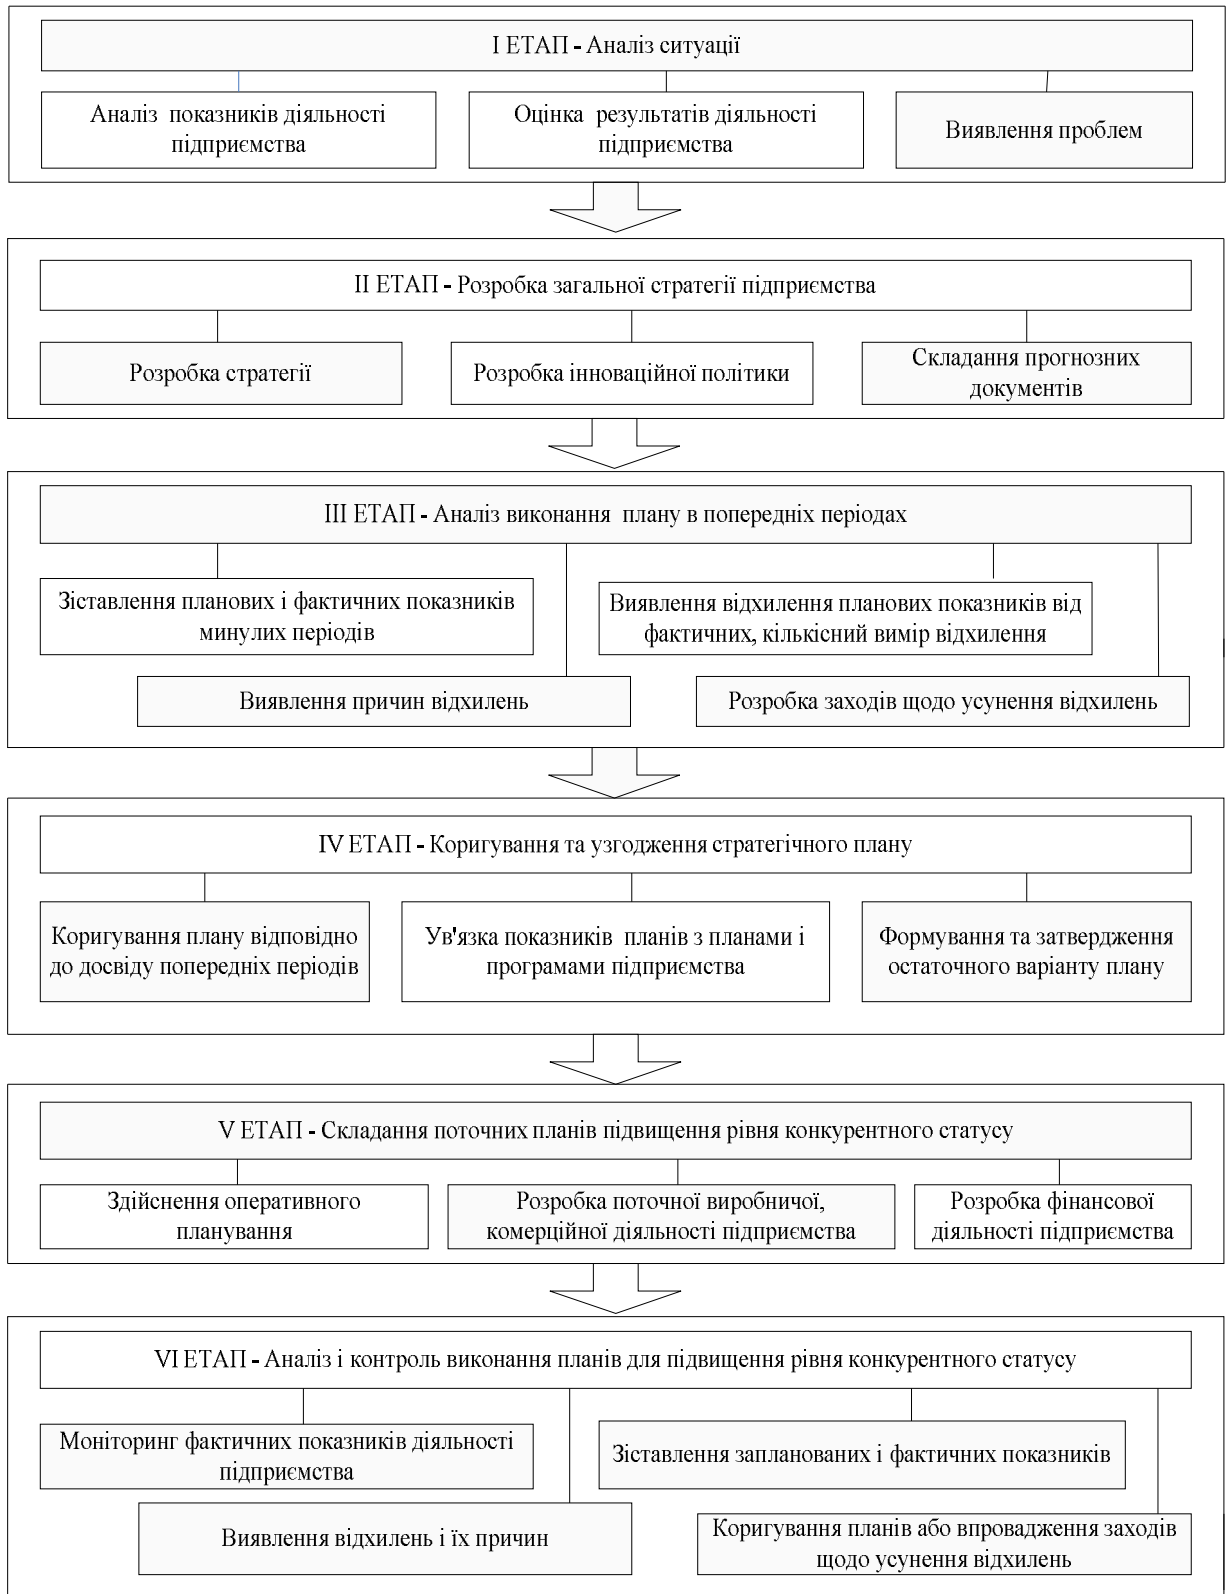 І ЕТАП - Аналіз ситуації
Аналіз показників діяльності
підприємства
Оцінка результатів діяльності
підприємства
Виявлення проблем
ІІ ЕТАП - Розробка загальної стратегії підприємства
Розробка стратегії
Розробка інноваційної політики
Складання прогнозних
документів
ІІІ ЕТАП - Аналіз виконання плану в попередніх періодах
Зіставлення планових і фактичних показників
минулих періодів
Виявлення відхилення планових показників від
фактичних, кількісний вимір відхилення
Виявлення причин відхилень
Розробка заходів щодо усунення відхилень
IV ЕТАП - Коригування та узгодження стратегічного плану
Коригування плану відповідно
до досвіду попередніх періодів
Ув'язка показників планів з планами і
програмами підприємства
Формування та затвердження
остаточного варіанту плану
V ЕТАП - Складання поточних планів підвищення рівня конкурентного статусу
Здійснення оперативного
планування
Розробка поточної виробничої,
комерційної діяльності підприємства
Розробка фінансової
діяльності підприємства
VI ЕТАП - Аналіз і контроль виконання планів для підвищення рівня конкурентного статусу
Моніторинг фактичних показників діяльності
підприємства
Зіставлення запланованих і фактичних показників
Виявлення відхилень і їх причин
Коригування планів або впровадження заходів
щодо усунення відхилень